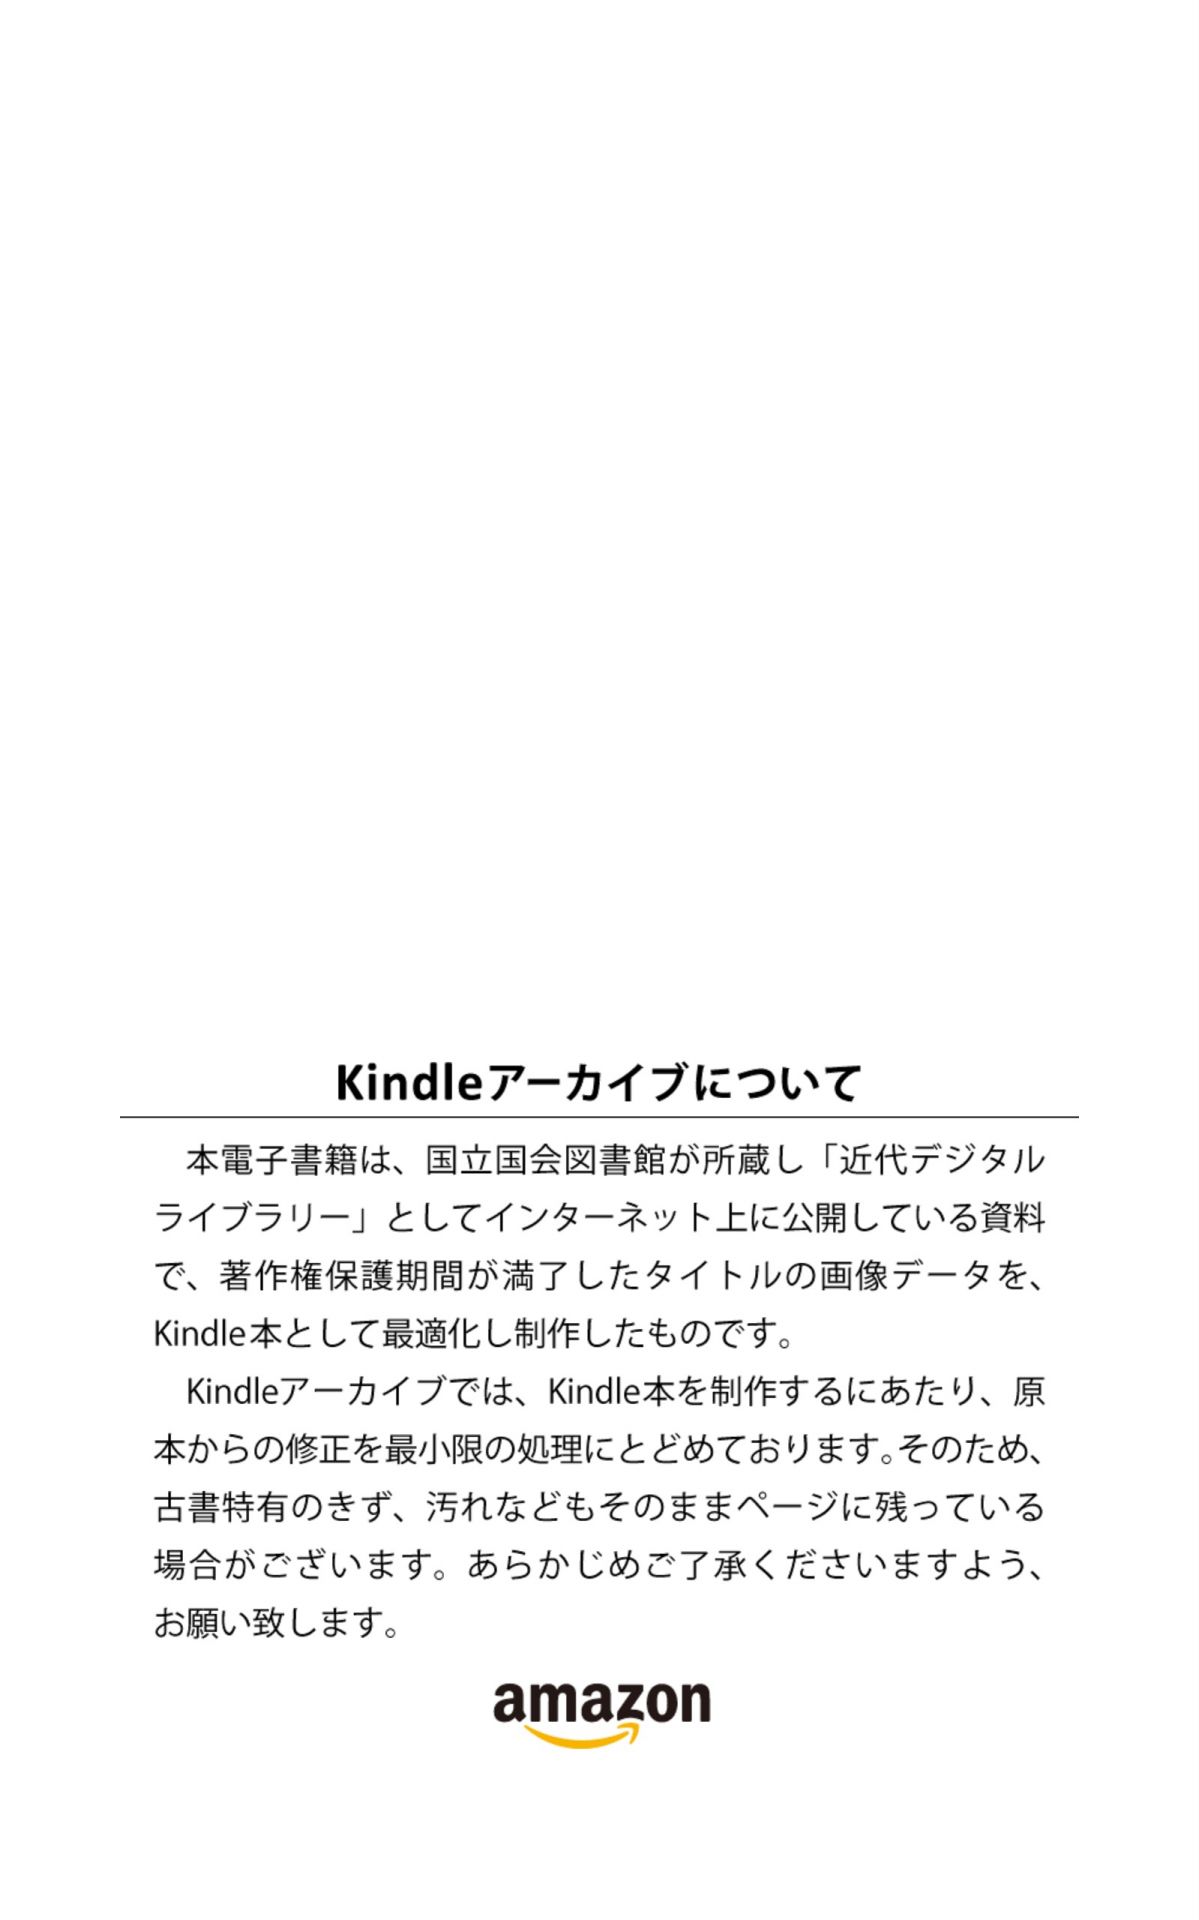 Kindleアーカイブについて
本電子書籍は、国立国会図書館が所蔵し「近代デジタル
ライブラリー」としてインターネット上に公開している資料
で、著作権保護期間が満了したタイトルの画像データを、
Kindle本として最適化し制作したものです。
Kindleアーカイブでは、Kindle本を制作するにあたり、原
本からの修正を最小限の処理にとどめております。そのため、
古書特有のきず、汚れなどもそのままページに残っている
場合がございます。あらかじめご了承くださいますよう、
お願い致します。
amazon